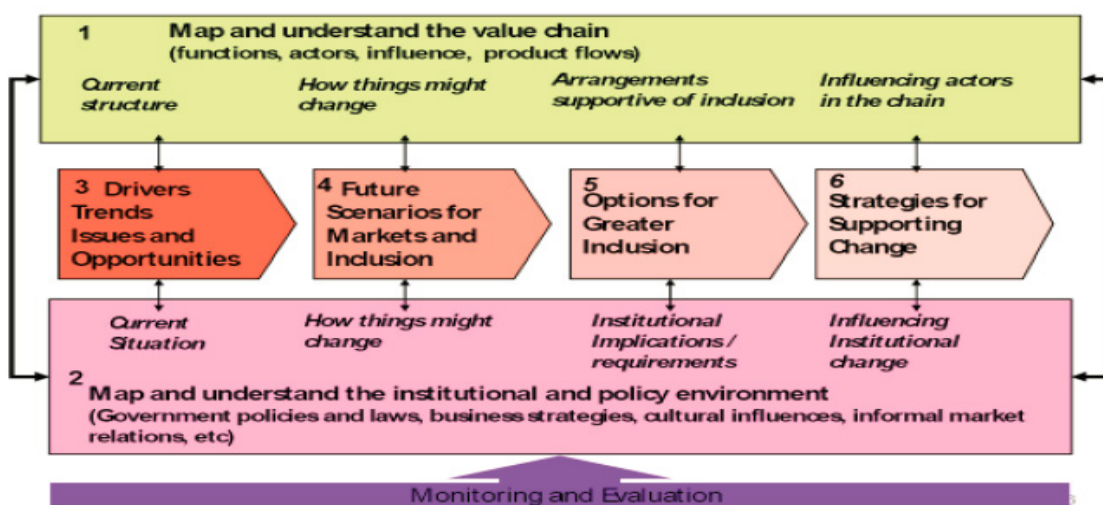 1 Map and understand the value chain
(functions, actors, influence, product flows)
Current
structure
How things might
change
Arrangements
supportive of inclusion
Influencing actors
in the chain
3 Drivers
Trends
Issues and
Opportunities
4 Future
Scenarios for
Markets and
Inclusion
5
Options for
Greater
Inclusion
6
Strategies for
Supporting
Change
Current
Situation
How things might
change
Institutional
Implications /
requirements
Influencing
Institutional
change
2
Map and understand the institutional and policy environment
(Government policies and laws, business strategies, cultural influences, informal market
relations, etc)
Monitoring and Evaluation